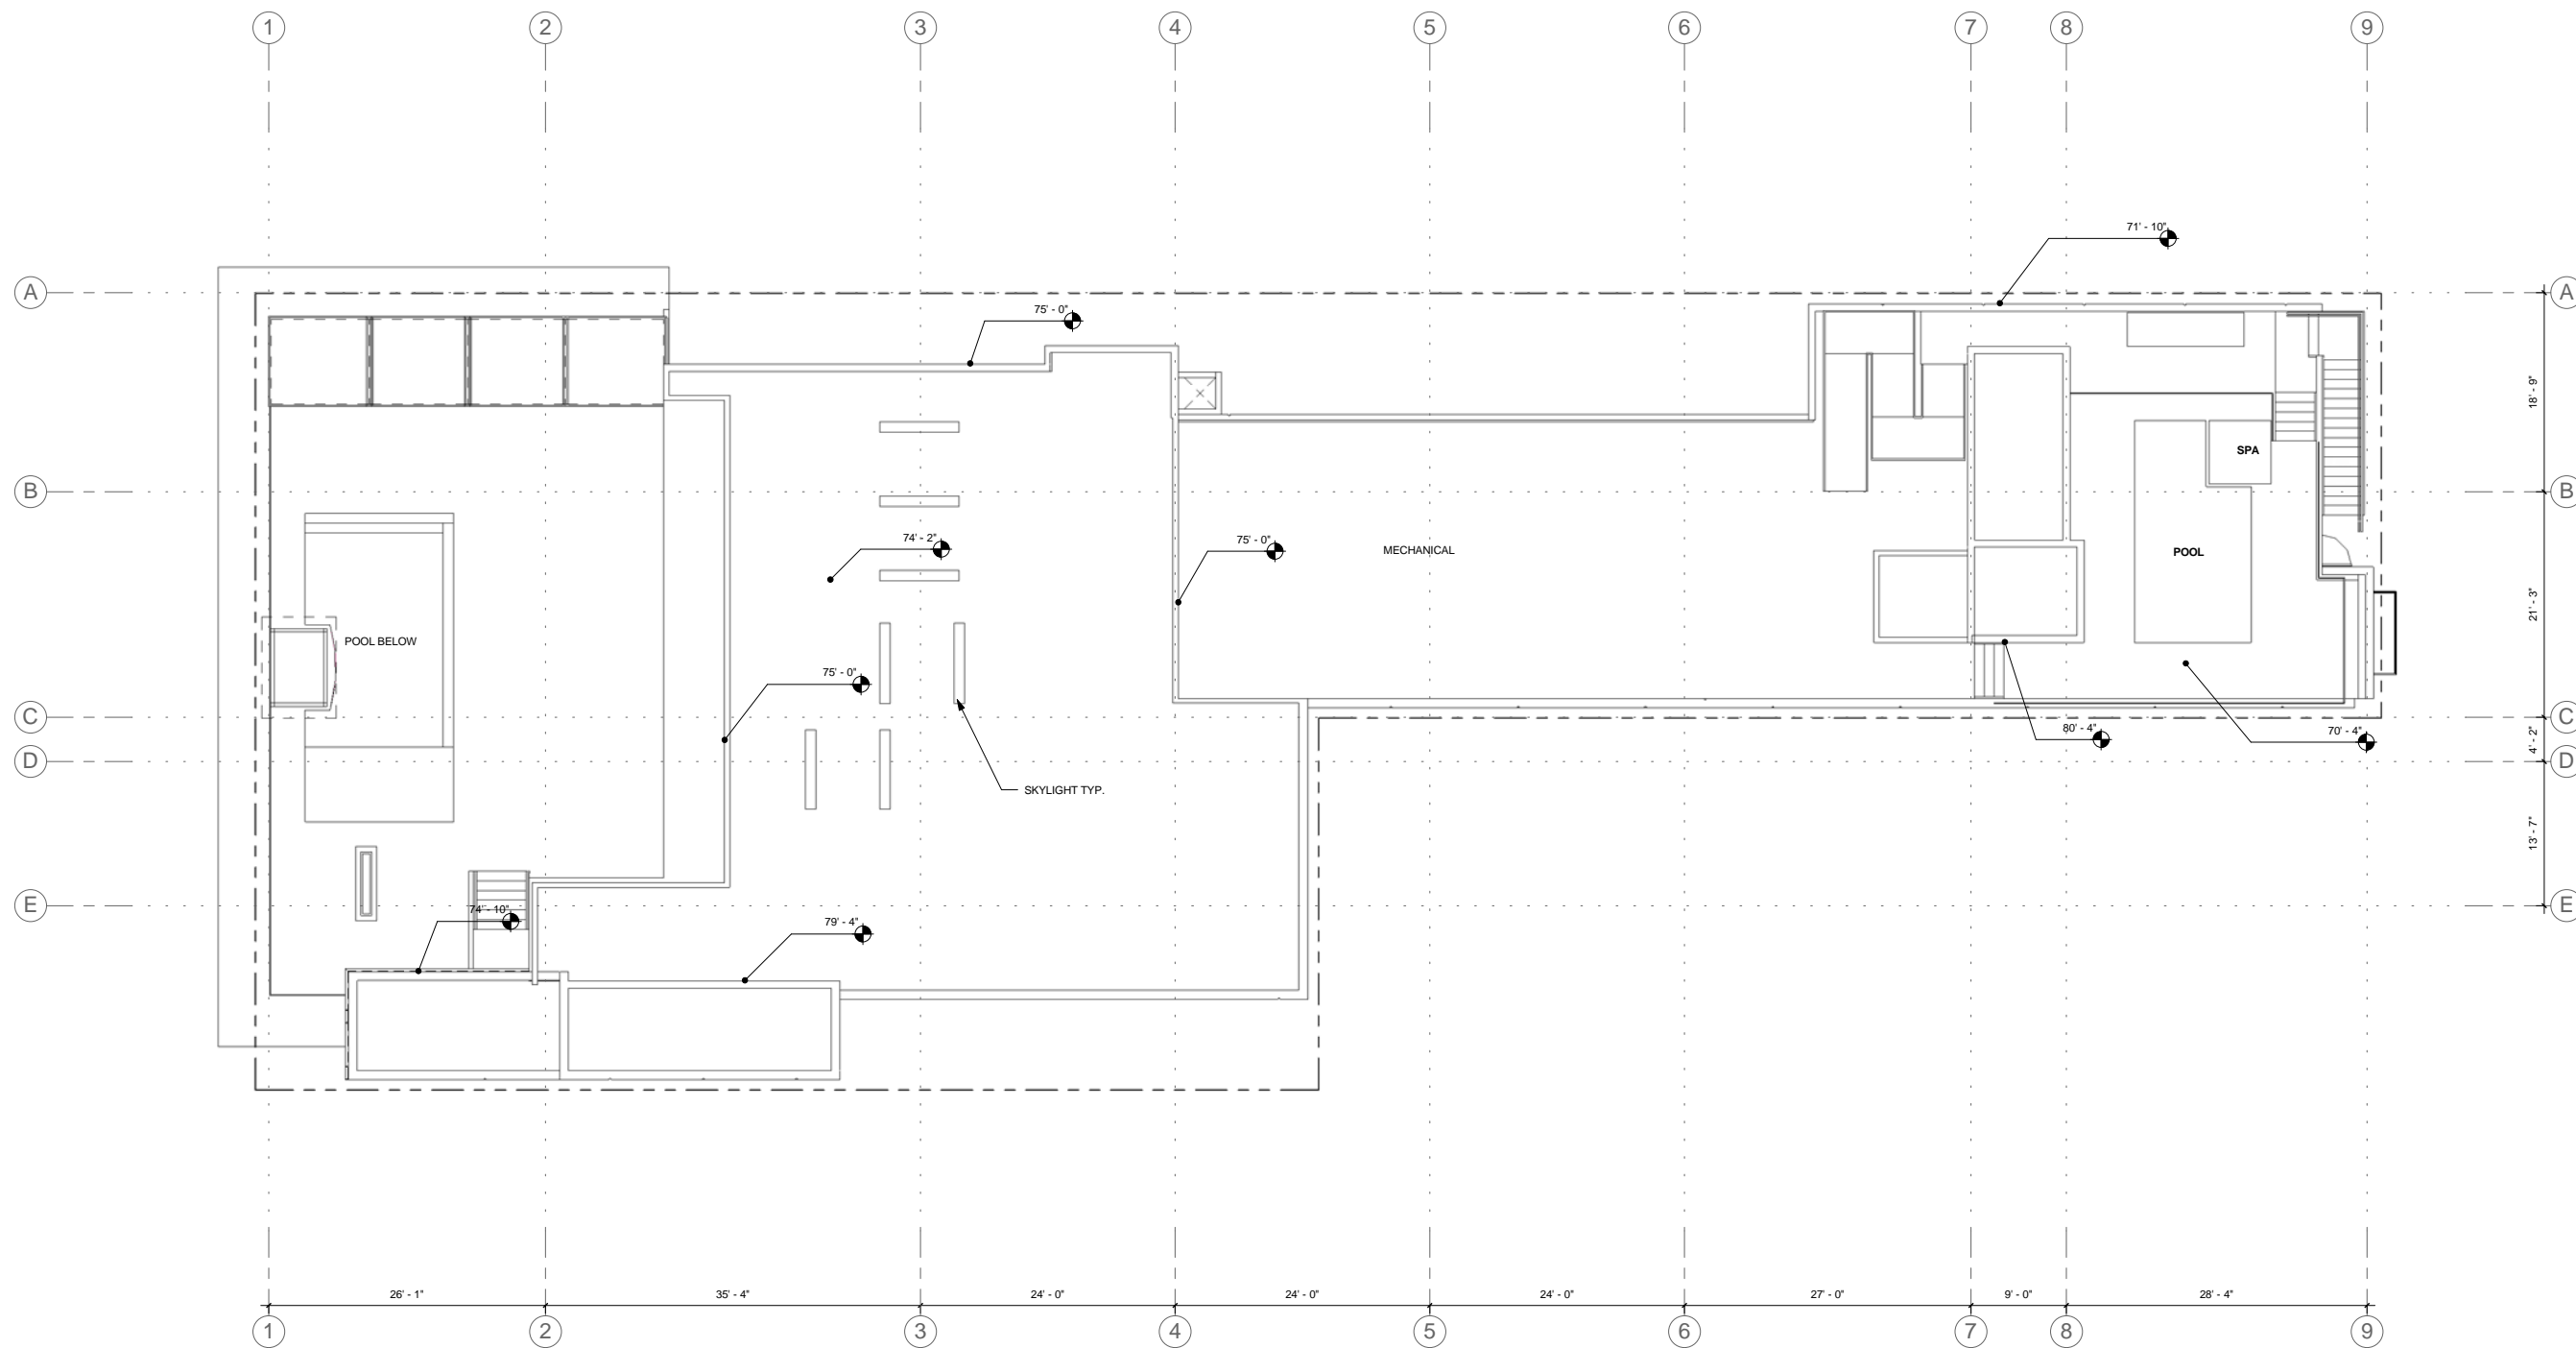 1 2 3 4 5 6 7 8 9
71' - 10"
A A
75' - 0"
18' - 9"
SPA
B B
74' - 2"
75' - 0"
MECHANICAL
POOL
21' - 3"
POOL BELOW
75' - 0"
C C
80' - 4"
70' - 4"
4' - 2"
D D
SKYLIGHT TYP.
13' - 7"
E E
74' - 10"
79' - 4"
26' - 1" 35' - 4" 24' - 0" 24' - 0" 24' - 0" 27' - 0" 9' - 0" 28' - 4"
1 2 3 4 5 6 7 8 9